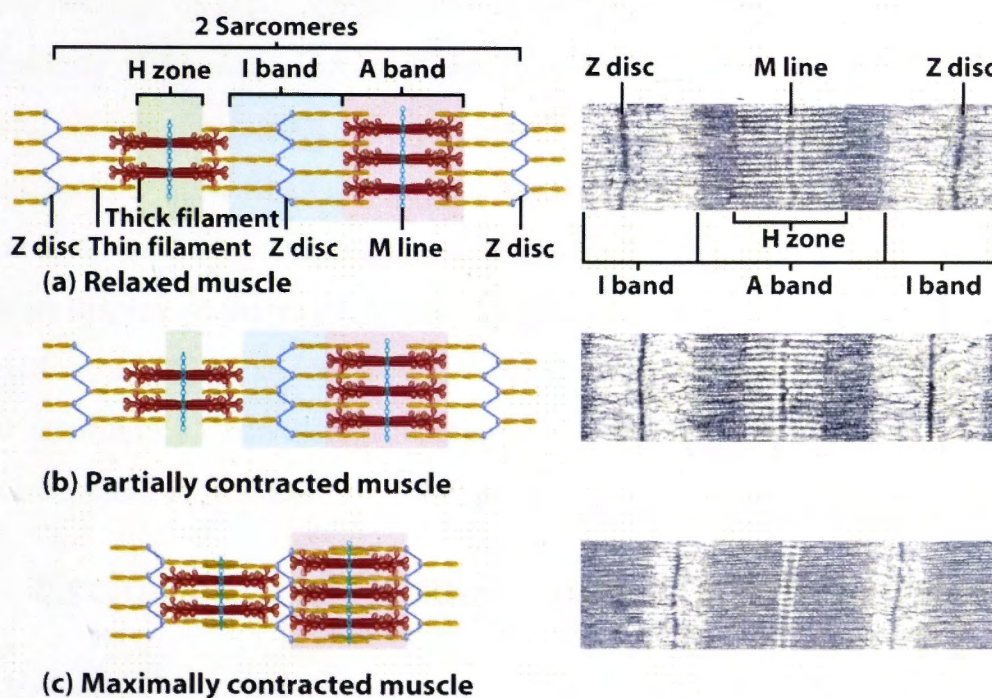 2 Sarcomeres
H zone I band A band
Z disc M line Z disc
Thick filament
Z disc Thin filament Z disc M line Z disc
H zone
(a) Relaxed muscle
I band A band I band
(b) Partially contracted muscle
(c) Maximally contracted muscle